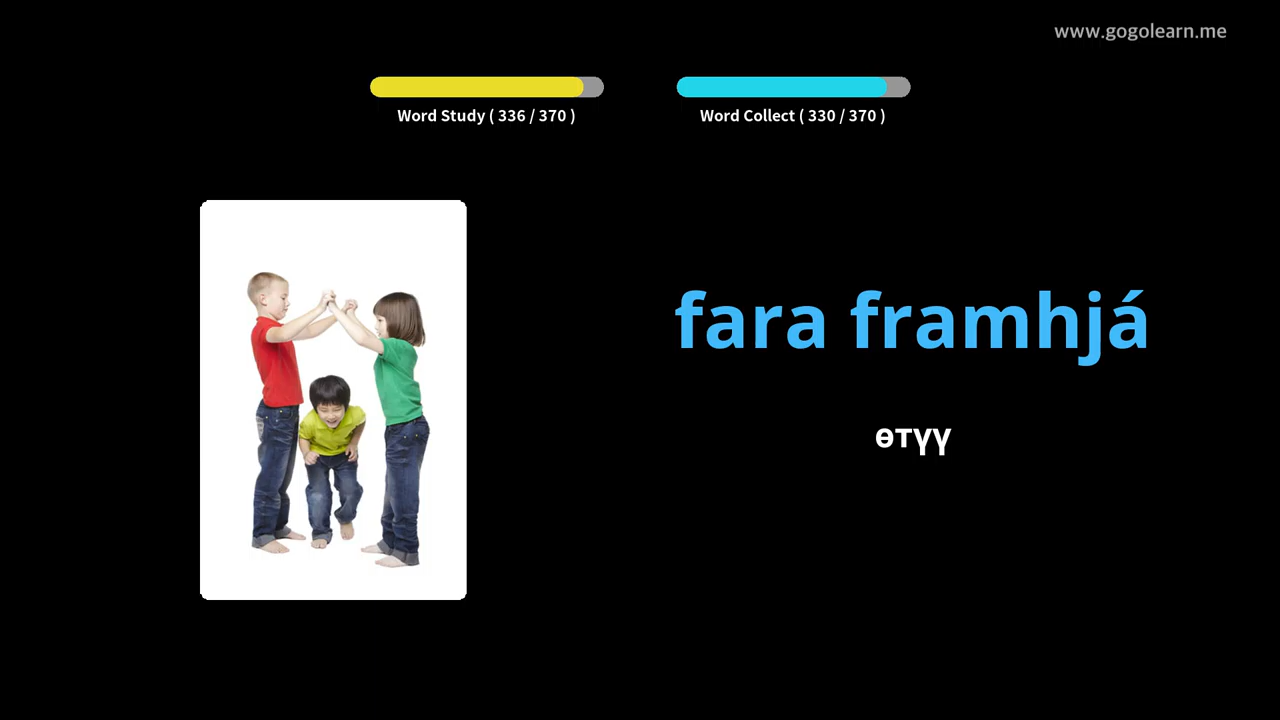 www.gogolearn.me
Word Study ( 336 / 370 )
Word Collect ( 330 / 370 )
fara framhjá
өтүү